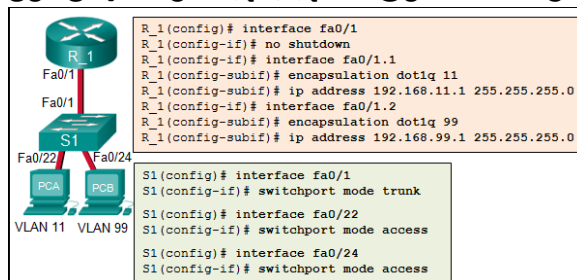 R_1
Fa0/1
Fa0/1
S1
Fa0/22
Fa0/24
PCA
PCB
VLAN 11
VLAN 99
R_1(config)# interface fa0/1
R_1(config-if)# no shutdown
R_1(config-if)# interface fa0/1.1
R_1(config-subif)# encapsulation dot1q 11
R_1(config-subif)# ip address 192.168.11.1 255.255.255.0
R_1(config-if)# interface fa0/1.2
R_1(config-subif)# encapsulation dot1q 99
R_1(config-subif)# ip address 192.168.99.1 255.255.255.0
S1(config)# interface fa0/1
S1(config-if)# switchport mode trunk
S1(config)# interface fa0/22
S1(config-if)# switchport mode access
S1(config)# interface fa0/24
S1(config-if)# switchport mode access